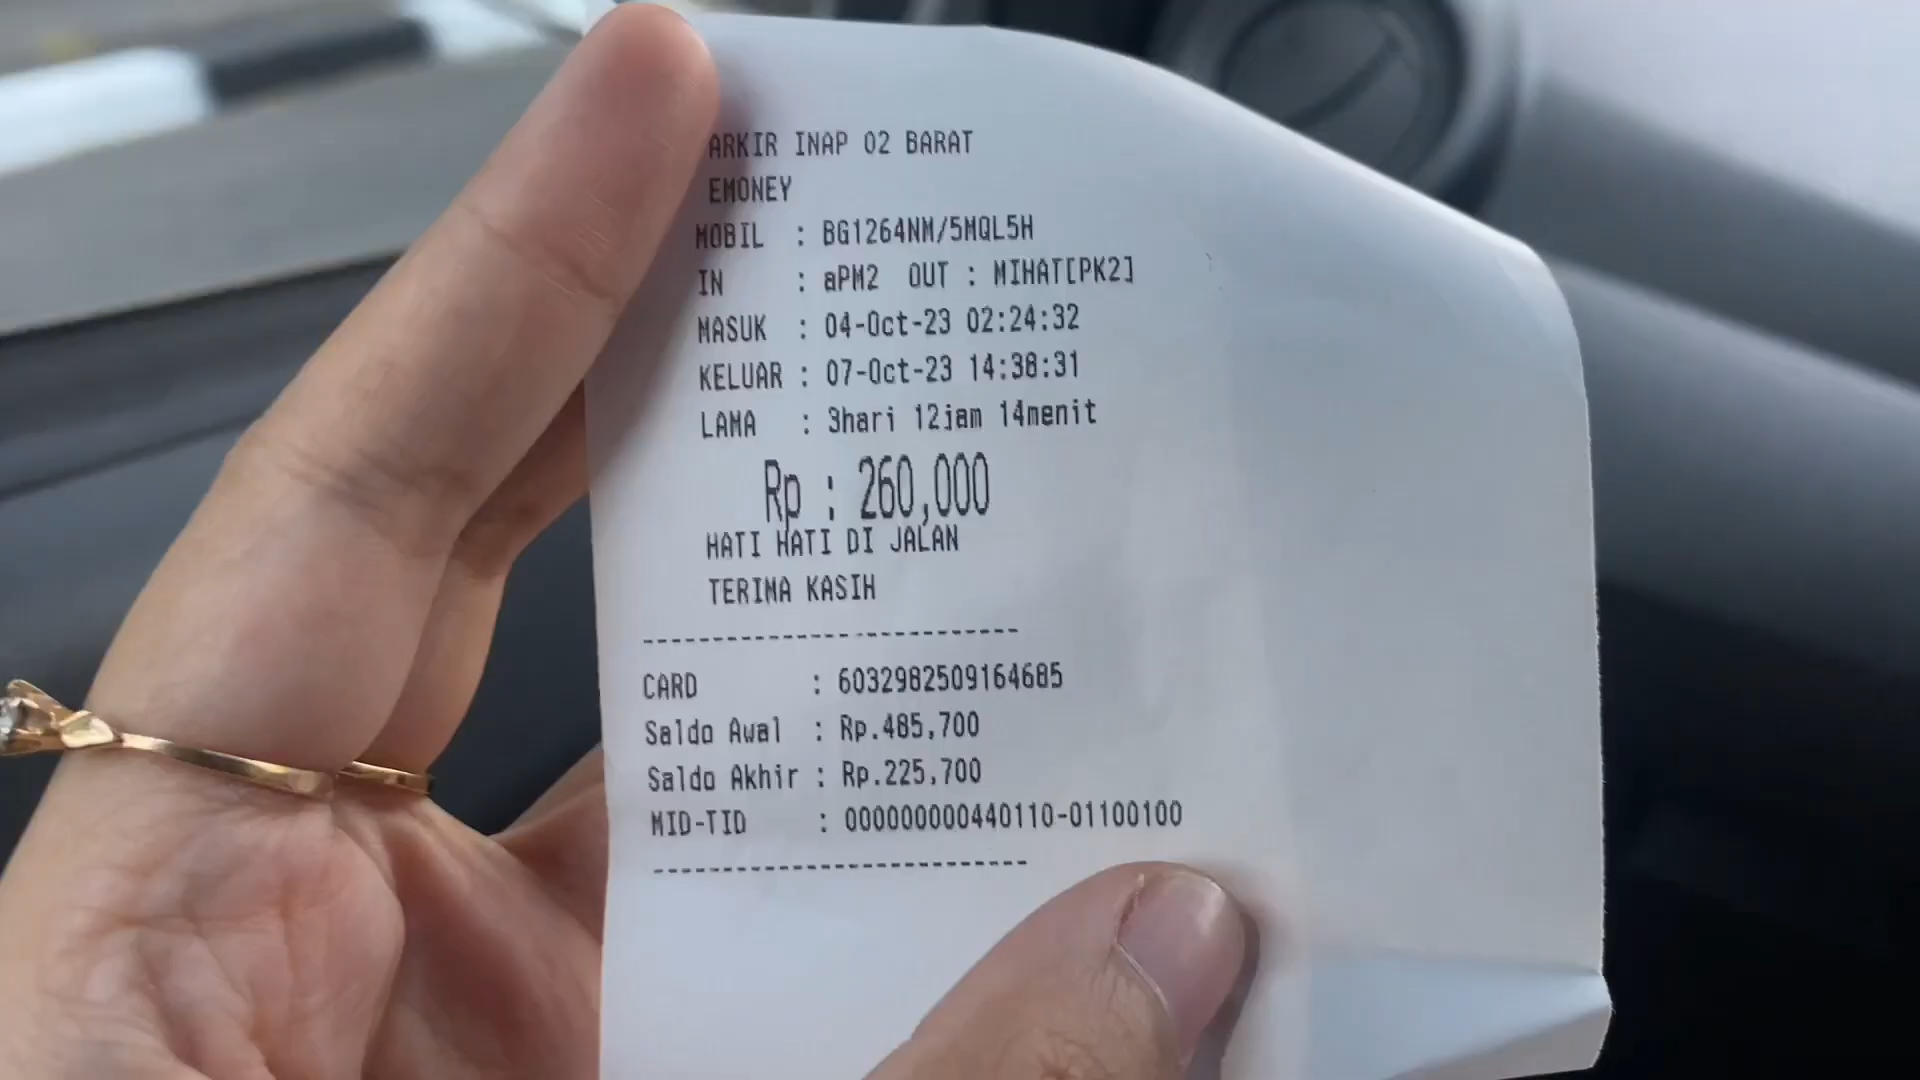 ARKIR INAP 02 BARAT
EMONEY
MOBIL : BG1264NM/5MQL5H
IN : aPM2 OUT : MIHAT[PK2]
MASUK : 04-Oct-23 02:24:32
KELUAR : 07-Oct-23 14:38:31
LAMA : 3hari 12jam 14menit
Rp : 260,000
HATI HATI DI JALAN
TERIMA KASIH
---------------------------
CARD : 6032982509164685
Saldo Awal : Rp.485,700
Saldo Akhir : Rp.225,700
MID-TID : 000000000440110-01100100
---------------------------